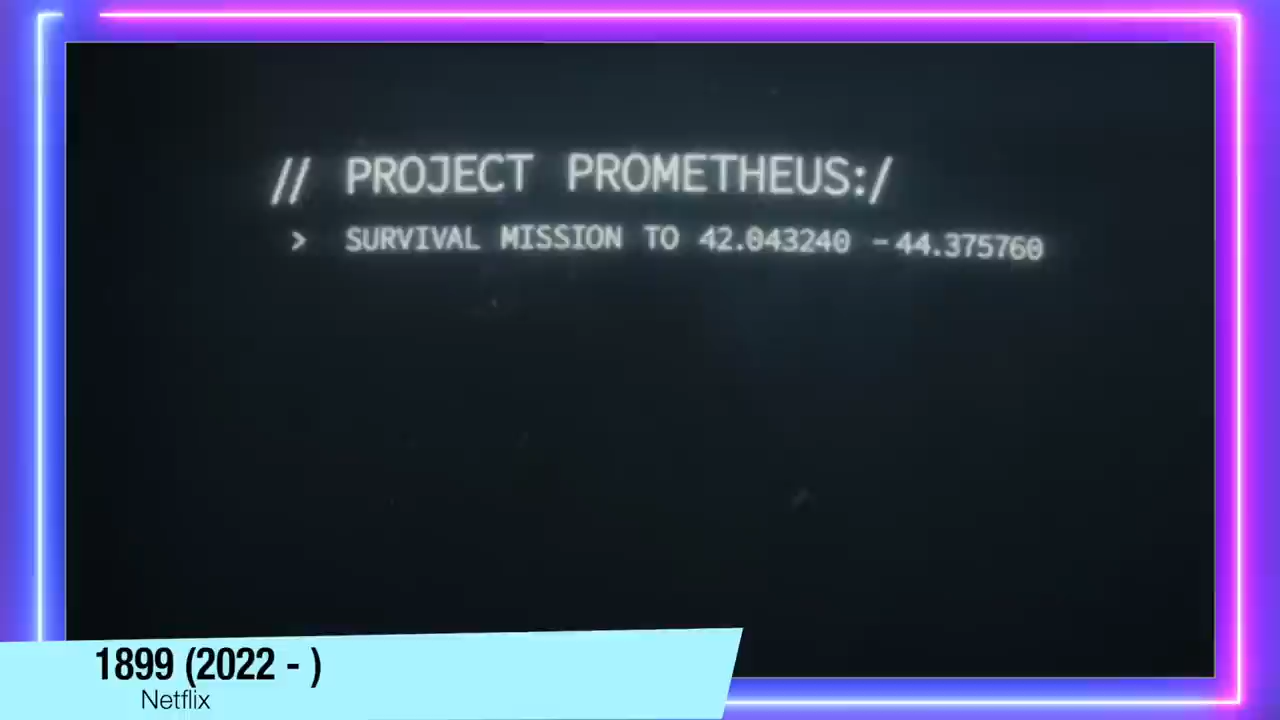 // PROJECT PROMETHEUS:/
> SURVIVAL MISSION TO 42.043240 -44.375760
1899 (2022 - )
Netflix